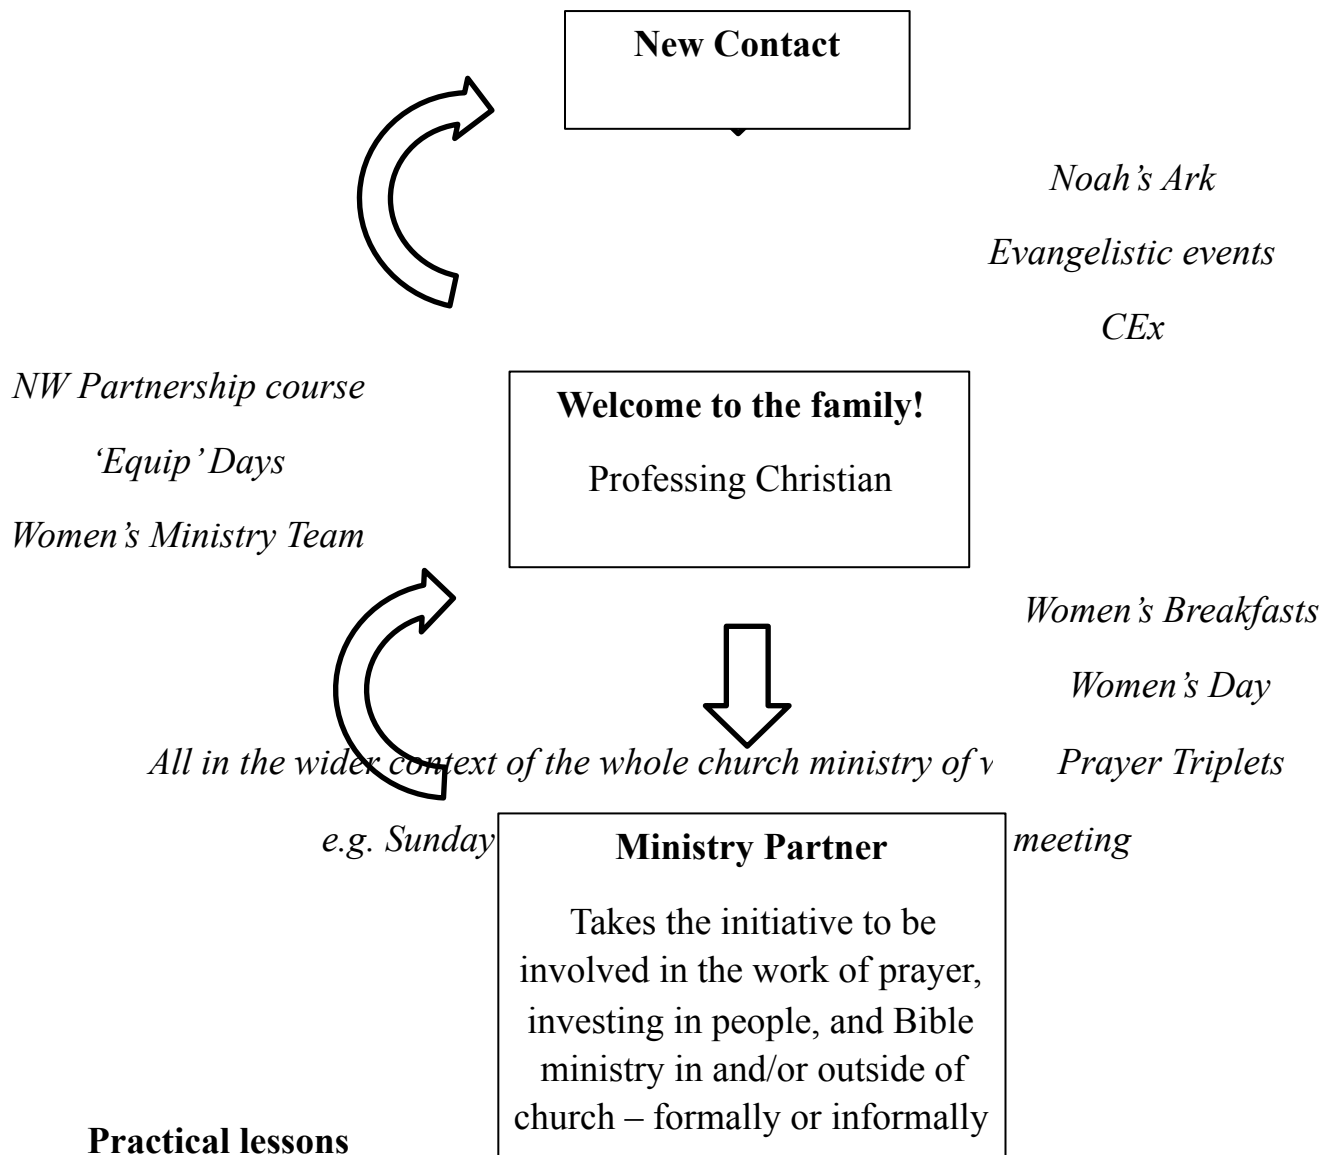 New Contact
Noah’s Ark
Evangelistic events
CEx
NW Partnership course
‘Equip’ Days
Women’s Ministry Team
Welcome to the family!
Professing Christian
Women’s Breakfasts
Women’s Day
Prayer Triplets
All in the wider context of the whole church ministry of
e.g. Sunday
meeting
Ministry Partner
Takes the initiative to be
involved in the work of prayer,
investing in people, and Bible
ministry in and/or outside of
church – formally or informally
Practical lessons